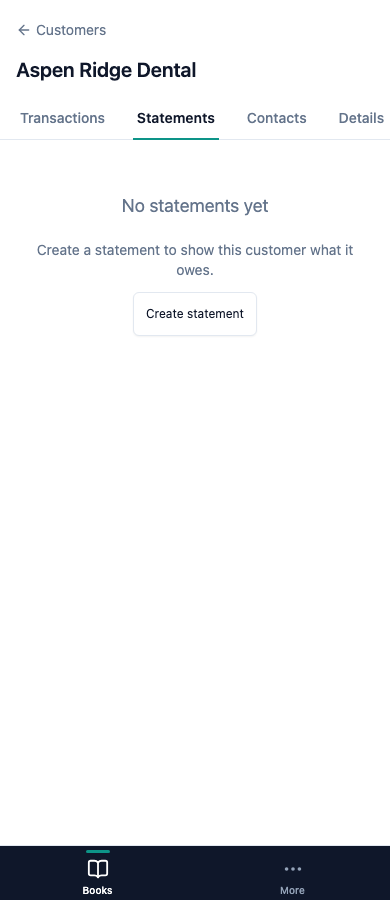 Customers
Aspen Ridge Dental
Transactions Statements Contacts Details
No statements yet
Create a statement to show this customer what it
owes.
Create statement
Books More